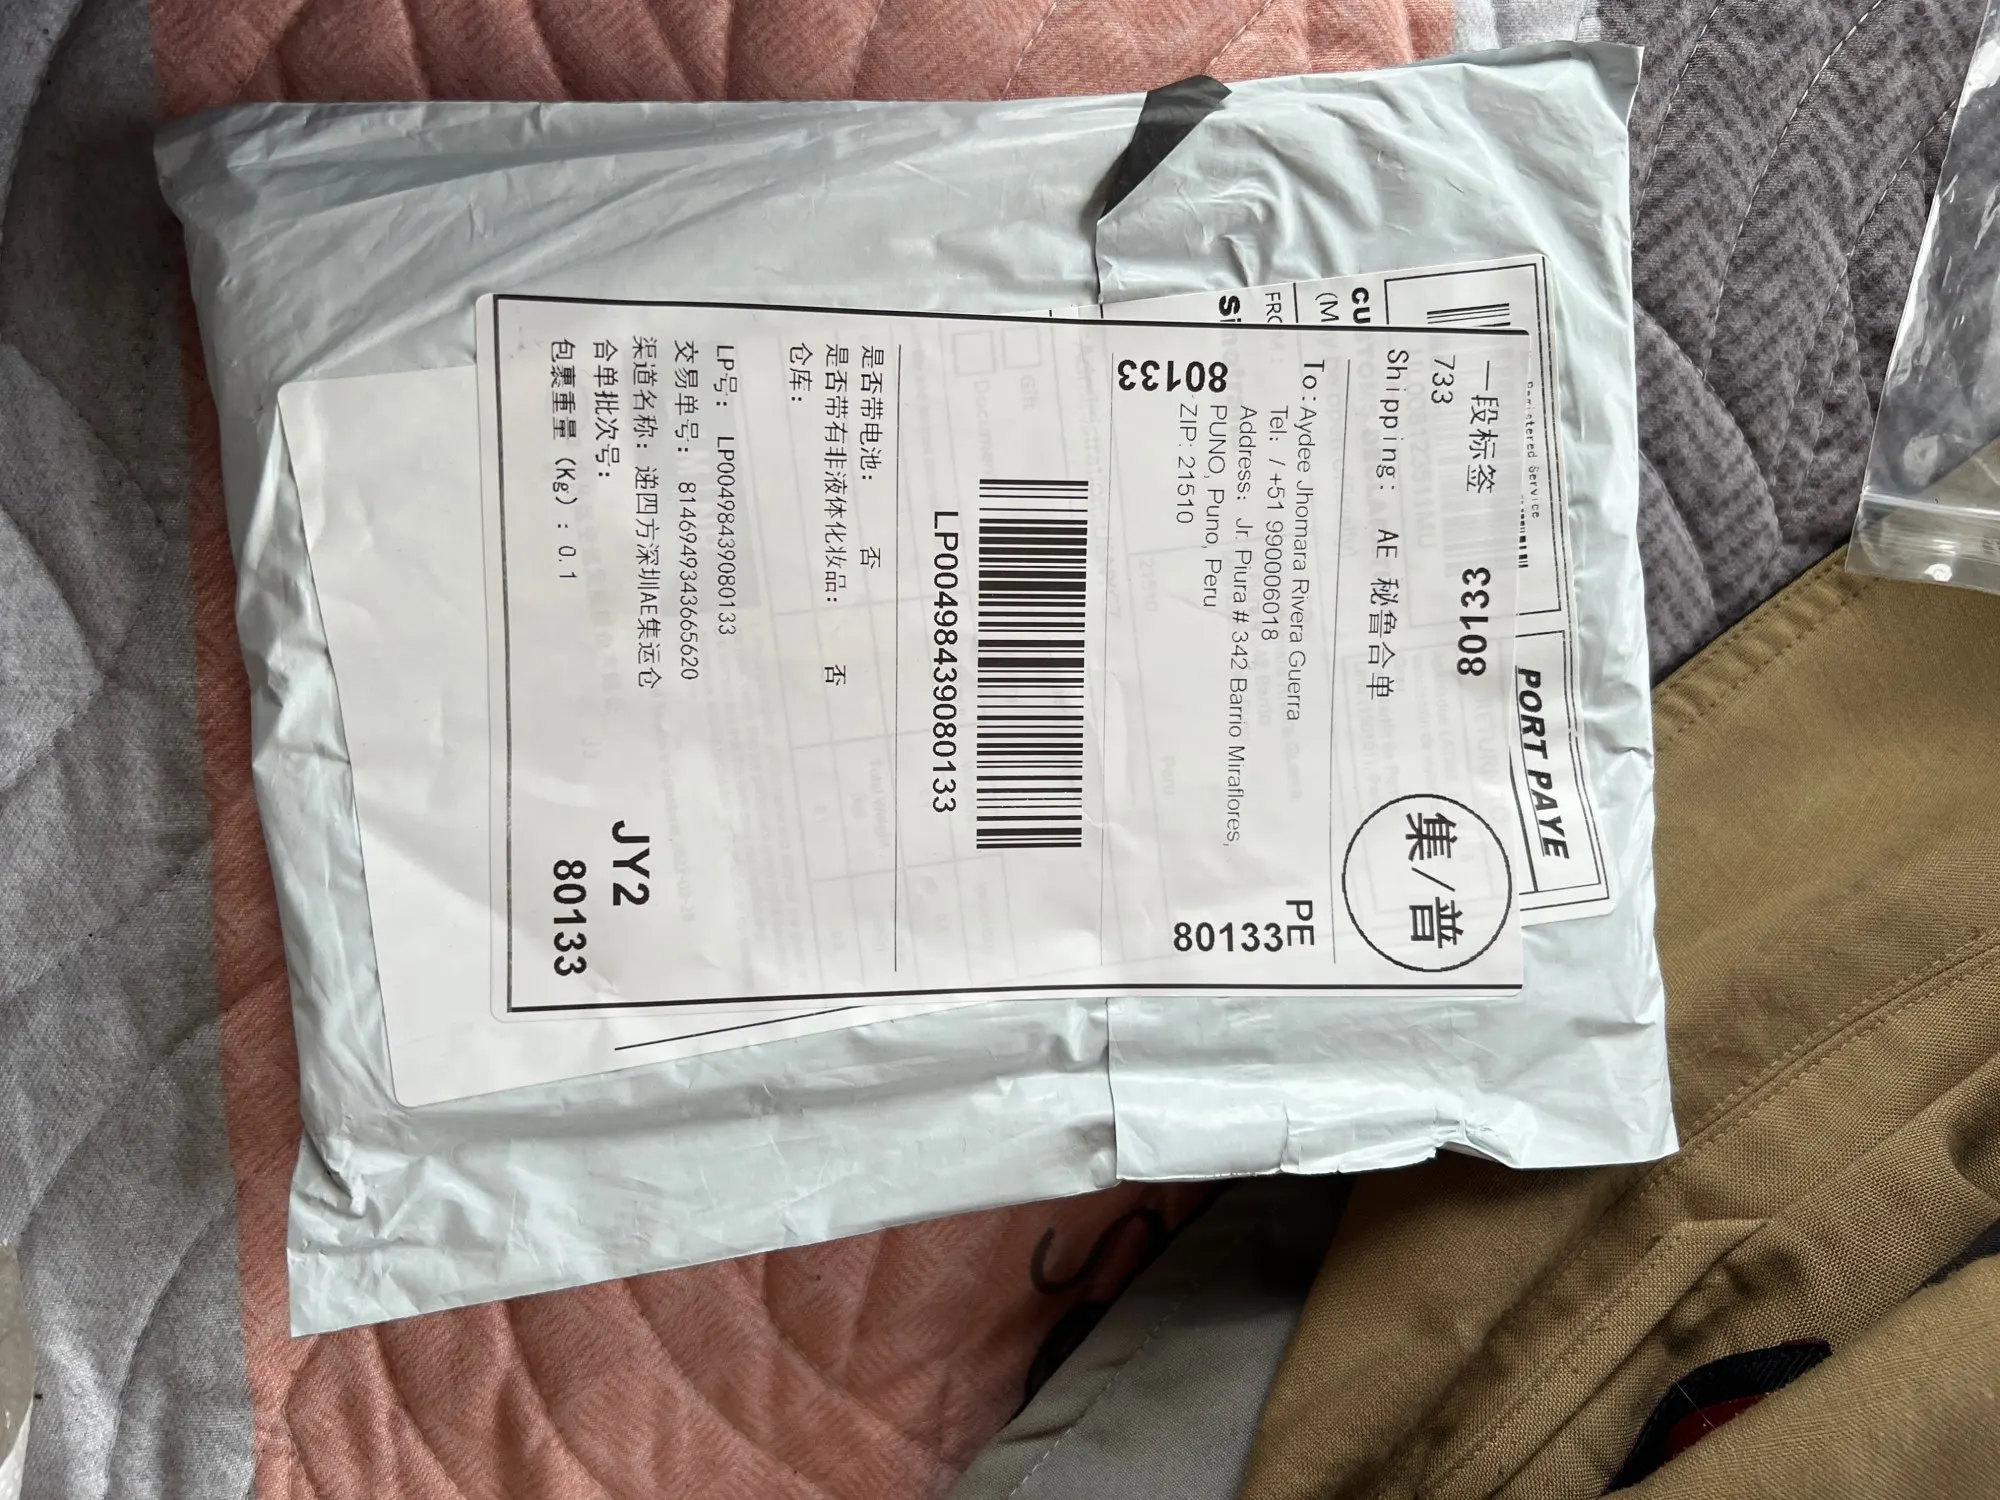 Registered Service
PORT PAYÉ
CU
(M
FRO
一段标签
80133
733
Shipping: AE 秘鲁合单
集/普
To: Aydee Jhomara Rivera Guerra
PE
Tel: / +51 990006018
Address: Jr. Piura # 342 Barrio Miraflores,
80133
PUNO, Puno, Peru
80133
ZIP: 21510
LP00498439080133
是否带电池: 否
是否带有非液体化妆品: 否
仓库:
LP号: LP00498439080133
交易单号: 8146949343665620
渠道名称: 递四方深圳AE集运仓
合单批次号:
JY2
包裹重量 (Kg): 0.1
80133